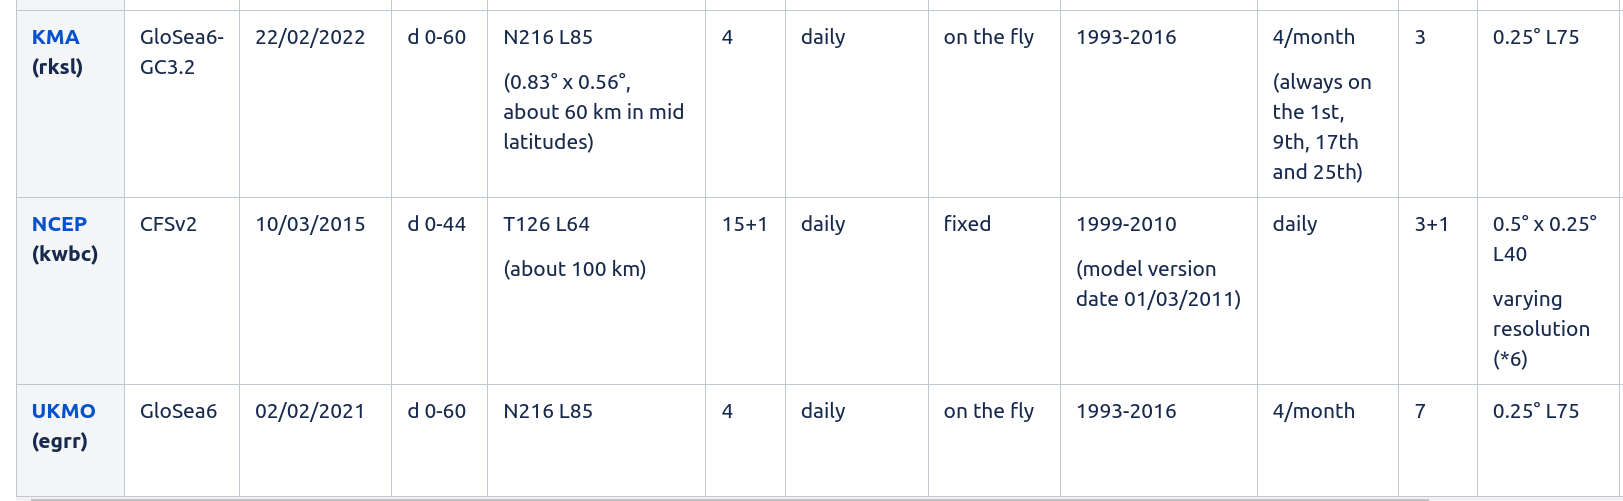 KMA
(rksl)
GloSea6-
GC3.2
22/02/2022
d 0-60
N216 L85
(0.83° x 0.56°,
about 60 km in mid
latitudes)
4
daily
on the fly
1993-2016
4/month
(always on
the 1st,
9th, 17th
and 25th)
3
0.25° L75
NCEP
(kwbc)
CFSv2
10/03/2015
d 0-44
T126 L64
(about 100 km)
15+1
daily
fixed
1999-2010
(model version
date 01/03/2011)
daily
3+1
0.5° x 0.25°
L40
varying
resolution
(*6)
UKMO
(egrr)
GloSea6
02/02/2021
d 0-60
N216 L85
4
daily
on the fly
1993-2016
4/month
7
0.25° L75